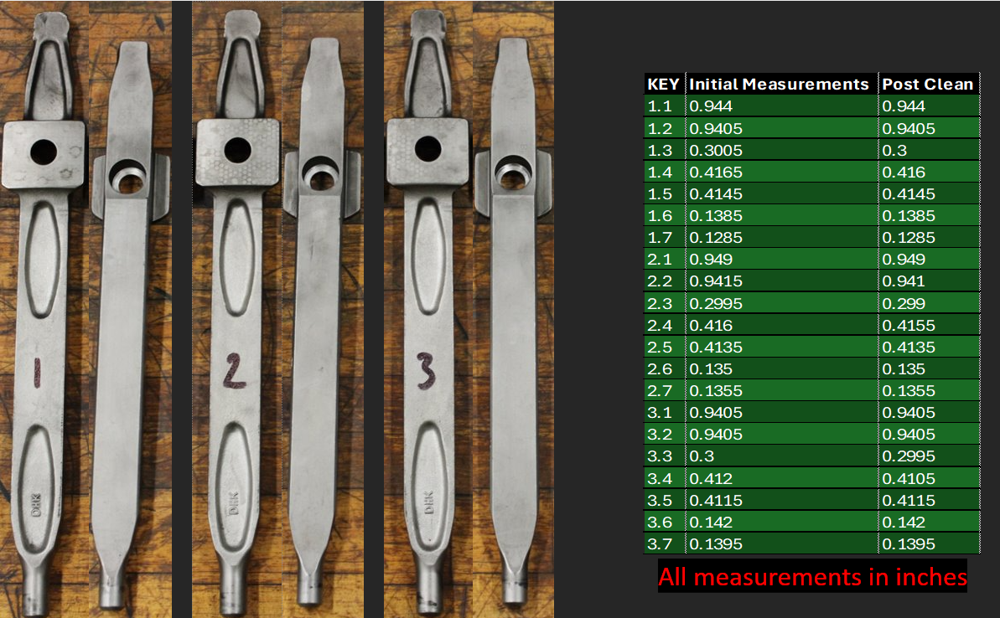 1
2
3
DHK
DHK
DHK
KEY Initial Measurements Post Clean
1.1 0.944 0.944
1.2 0.9405 0.9405
1.3 0.3005 0.3
1.4 0.4165 0.416
1.5 0.4145 0.4145
1.6 0.1385 0.1385
1.7 0.1285 0.1285
2.1 0.949 0.949
2.2 0.9415 0.941
2.3 0.2995 0.299
2.4 0.416 0.4155
2.5 0.4135 0.4135
2.6 0.135 0.135
2.7 0.1355 0.1355
3.1 0.9405 0.9405
3.2 0.9405 0.9405
3.3 0.3 0.2995
3.4 0.412 0.4105
3.5 0.4115 0.4115
3.6 0.142 0.142
3.7 0.1395 0.1395
All measurements in inches